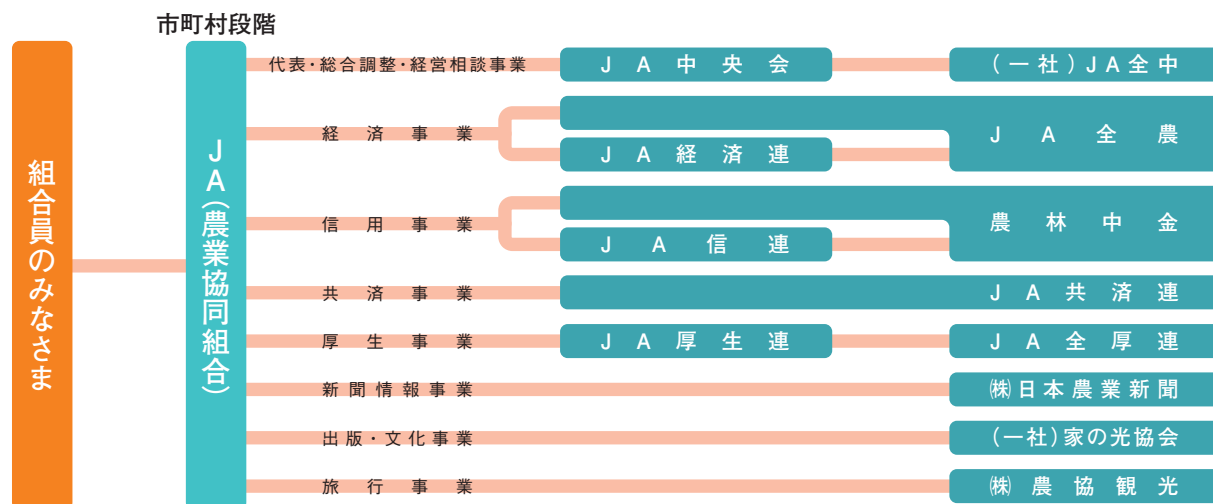 市町村段階
組合員のみなさま
JA(農業協同組合)
代表・総合調整・経営相談事業
JA中央会
(一社)JA全中
経済事業
JA経済連
JA全農
信用事業
JA信連
農林中金
共済事業
JA共済連
厚生事業
JA厚生連
JA全厚連
新聞情報事業
㈱日本農業新聞
出版・文化事業
(一社)家の光協会
旅行事業
㈱農協観光